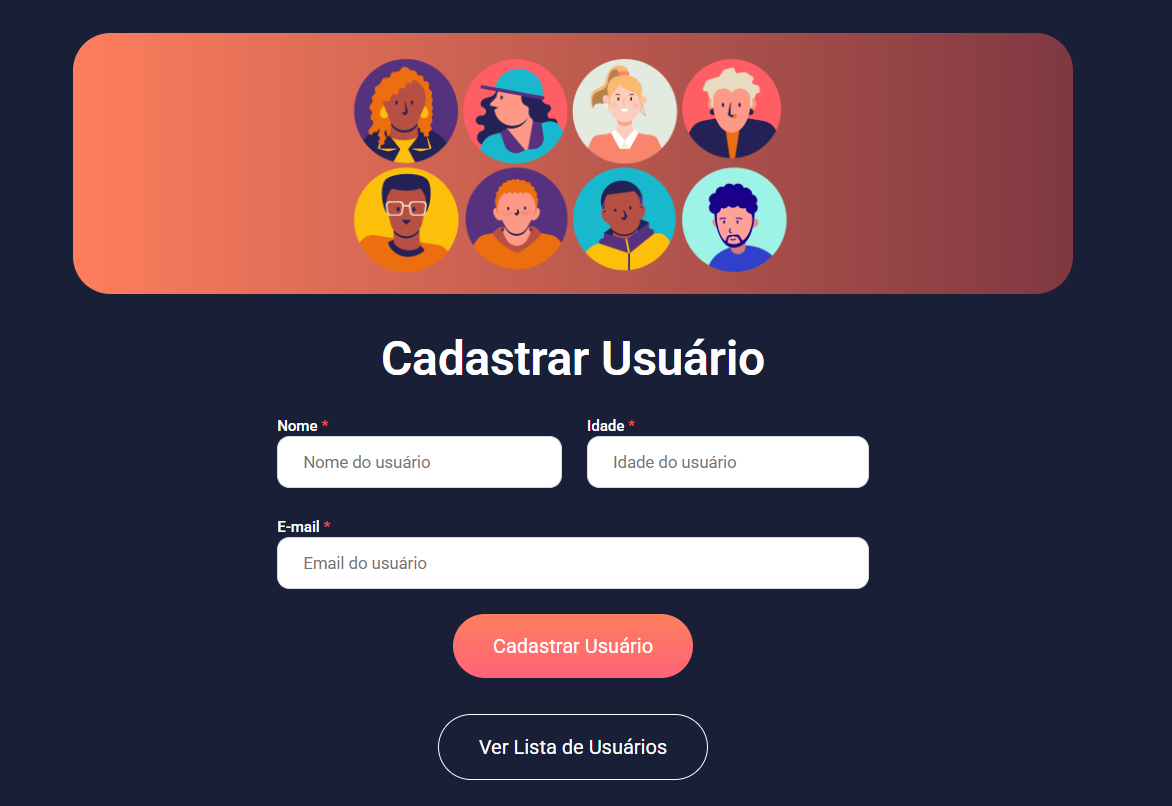 Cadastrar Usuário
Nome *
Idade *
Nome do usuário
Idade do usuário
E-mail *
Email do usuário
Cadastrar Usuário
Ver Lista de Usuários